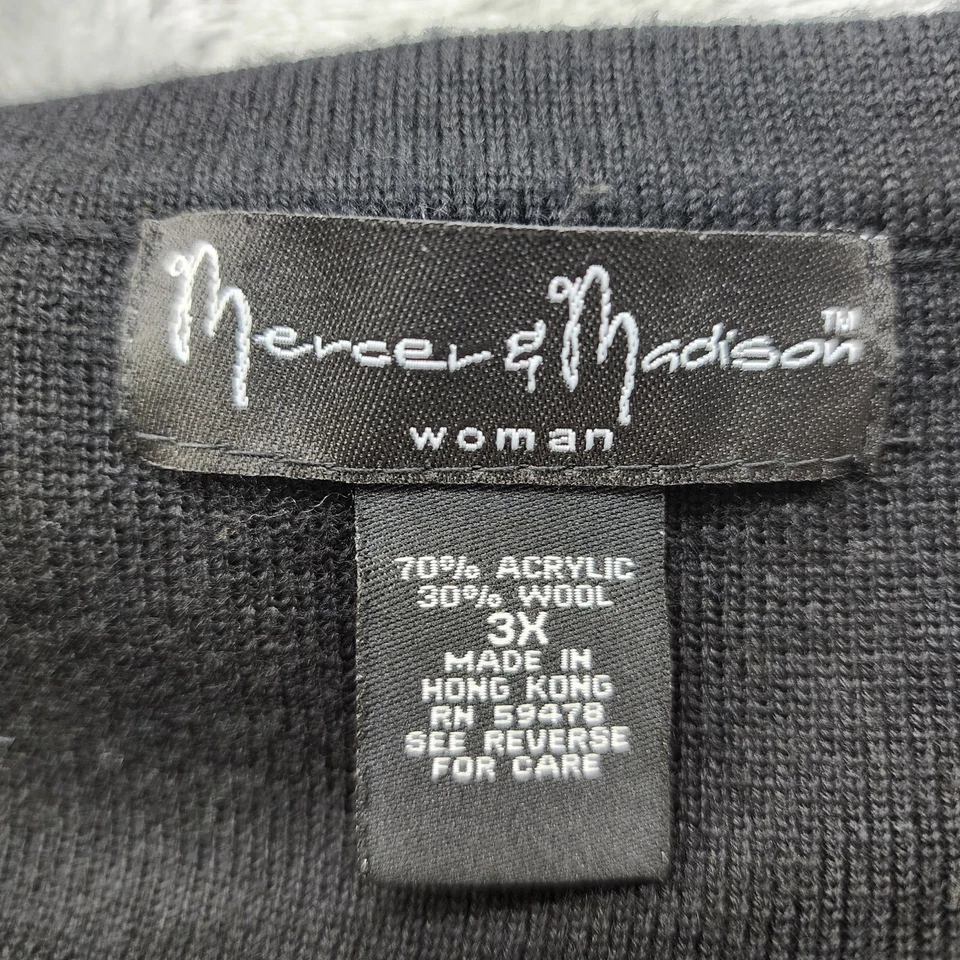 Mercer & Madison™
woman
70% ACRYLIC
30% WOOL
3X
MADE IN
HONG KONG
RN 59478
SEE REVERSE
FOR CARE